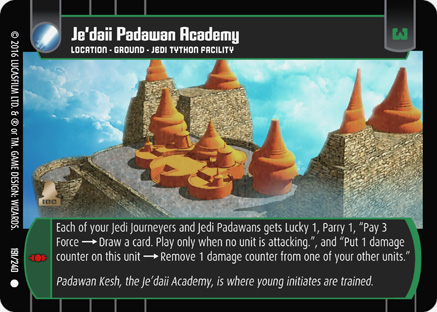 Je'daii Padawan Academy
LOCATION - GROUND - JEDI TYTHON FACILITY
© 2016 LUCASFILM LTD. & ® or TM. GAME DESIGN: WIZARDS.
IDC
Each of your Jedi Journeyers and Jedi Padawans gets Lucky 1, Parry 1, "Pay 3
Force → Draw a card. Play only when no unit is attacking.", and "Put 1 damage
counter on this unit → Remove 1 damage counter from one of your other units."
Padawan Kesh, the Je'daii Academy, is where young initiates are trained.